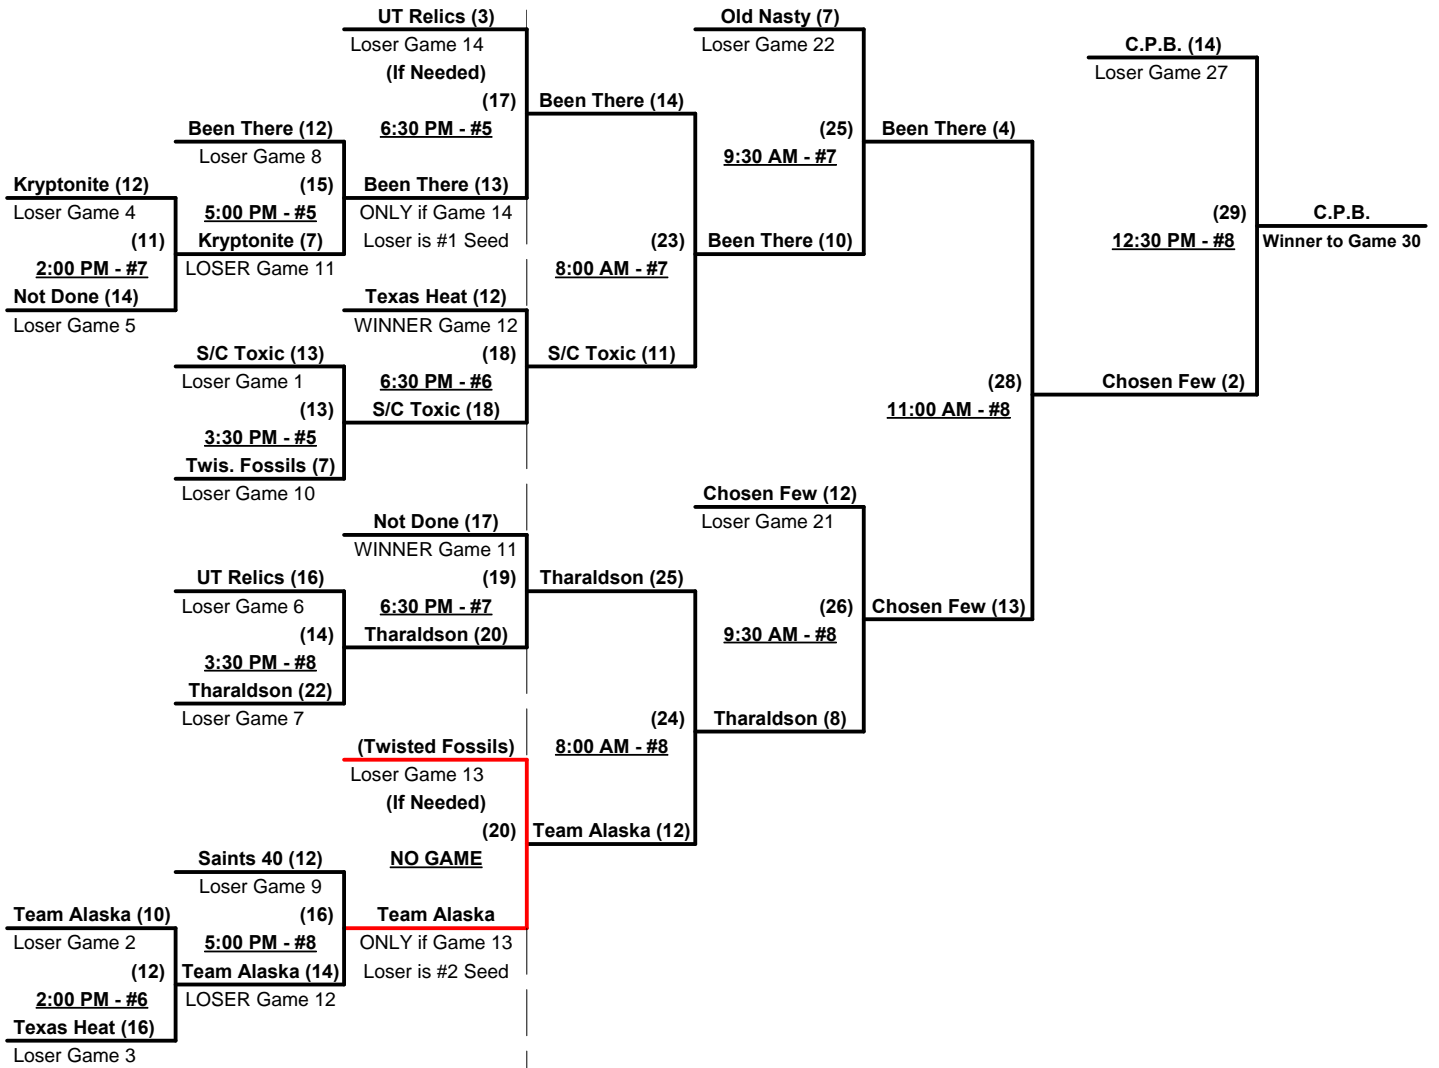 UT Relics (3)
Loser Game 14
(If Needed)
(17)
6:30 PM - #5
Been There (12)
Loser Game 8
(15)
5:00 PM - #5
Kryptonite (12)
Loser Game 4
(11)
2:00 PM - #7
Not Done (14)
Loser Game 5
Kryptonite (7)
LOSER Game 11
Been There (13)
ONLY if Game 14
Loser is #1 Seed
Been There (14)
Texas Heat (12)
WINNER Game 12
(18)
6:30 PM - #6
S/C Toxic (18)
S/C Toxic (13)
Loser Game 1
(13)
3:30 PM - #5
Twis. Fossils (7)
Loser Game 10
S/C Toxic (11)
(23)
8:00 AM - #7
Not Done (17)
WINNER Game 11
(19)
6:30 PM - #7
Tharaldson (20)
UT Relics (16)
Loser Game 6
(14)
3:30 PM - #8
Tharaldson (22)
Loser Game 7
Tharaldson (25)
(Twisted Fossils)
Loser Game 13
(If Needed)
(20)
NO GAME
Team Alaska
ONLY if Game 13
Loser is #2 Seed
Saints 40 (12)
Loser Game 9
(16)
5:00 PM - #8
Team Alaska (14)
LOSER Game 12
Team Alaska (10)
Loser Game 2
(12)
2:00 PM - #6
Texas Heat (16)
Loser Game 3
Team Alaska (12)
(24)
8:00 AM - #8
Old Nasty (7)
Loser Game 22
(25)
9:30 AM - #7
Been There (10)
Been There (4)
Chosen Few (12)
Loser Game 21
(26)
9:30 AM - #8
Tharaldson (8)
Chosen Few (13)
(28)
11:00 AM - #8
C.P.B. (14)
Loser Game 27
(29)
12:30 PM - #8
Chosen Few (2)
C.P.B.
Winner to Game 30